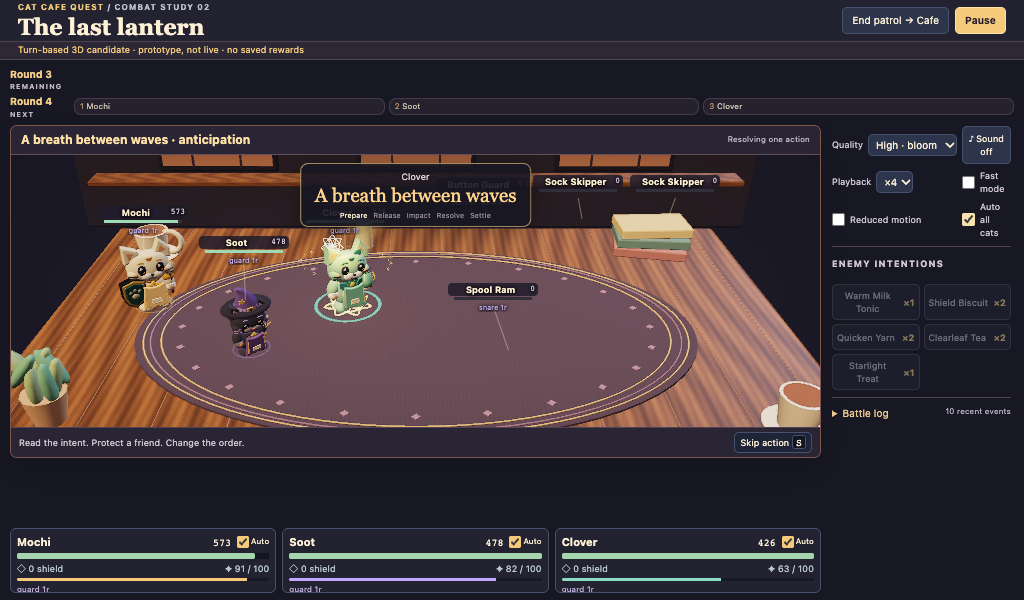 CAT CAFE QUEST / COMBAT STUDY 02
The last lantern
End patrol → Cafe
Pause
Turn-based 3D candidate · prototype, not live · no saved rewards
Round 3
REMAINING
Round 4
NEXT
1 Mochi
2 Soot
3 Clover
A breath between waves · anticipation
Resolving one action
Clover
A breath between waves
Prepare Release Impact Resolve Settle
Button Guard
Sock Skipper 0
Sock Skipper 0
Mochi 573
guard 1r
Soot 478
guard 1r
guard 1r
Spool Ram 0
snare 1r
Read the intent. Protect a friend. Change the order.
Skip action S
Quality
High · bloom
♪ Sound off
Playback
x4
Fast mode
Reduced motion
Auto all cats
ENEMY INTENTIONS
Warm Milk Tonic ×1
Shield Biscuit ×2
Quicken Yarn ×2
Clearleaf Tea ×2
Starlight Treat ×1
▶ Battle log
10 recent events
Mochi 573 Auto
◇ 0 shield ✦ 91 / 100
guard 1r
Soot 478 Auto
◇ 0 shield ✦ 82 / 100
guard 1r
Clover 426 Auto
◇ 0 shield ✦ 63 / 100
guard 1r